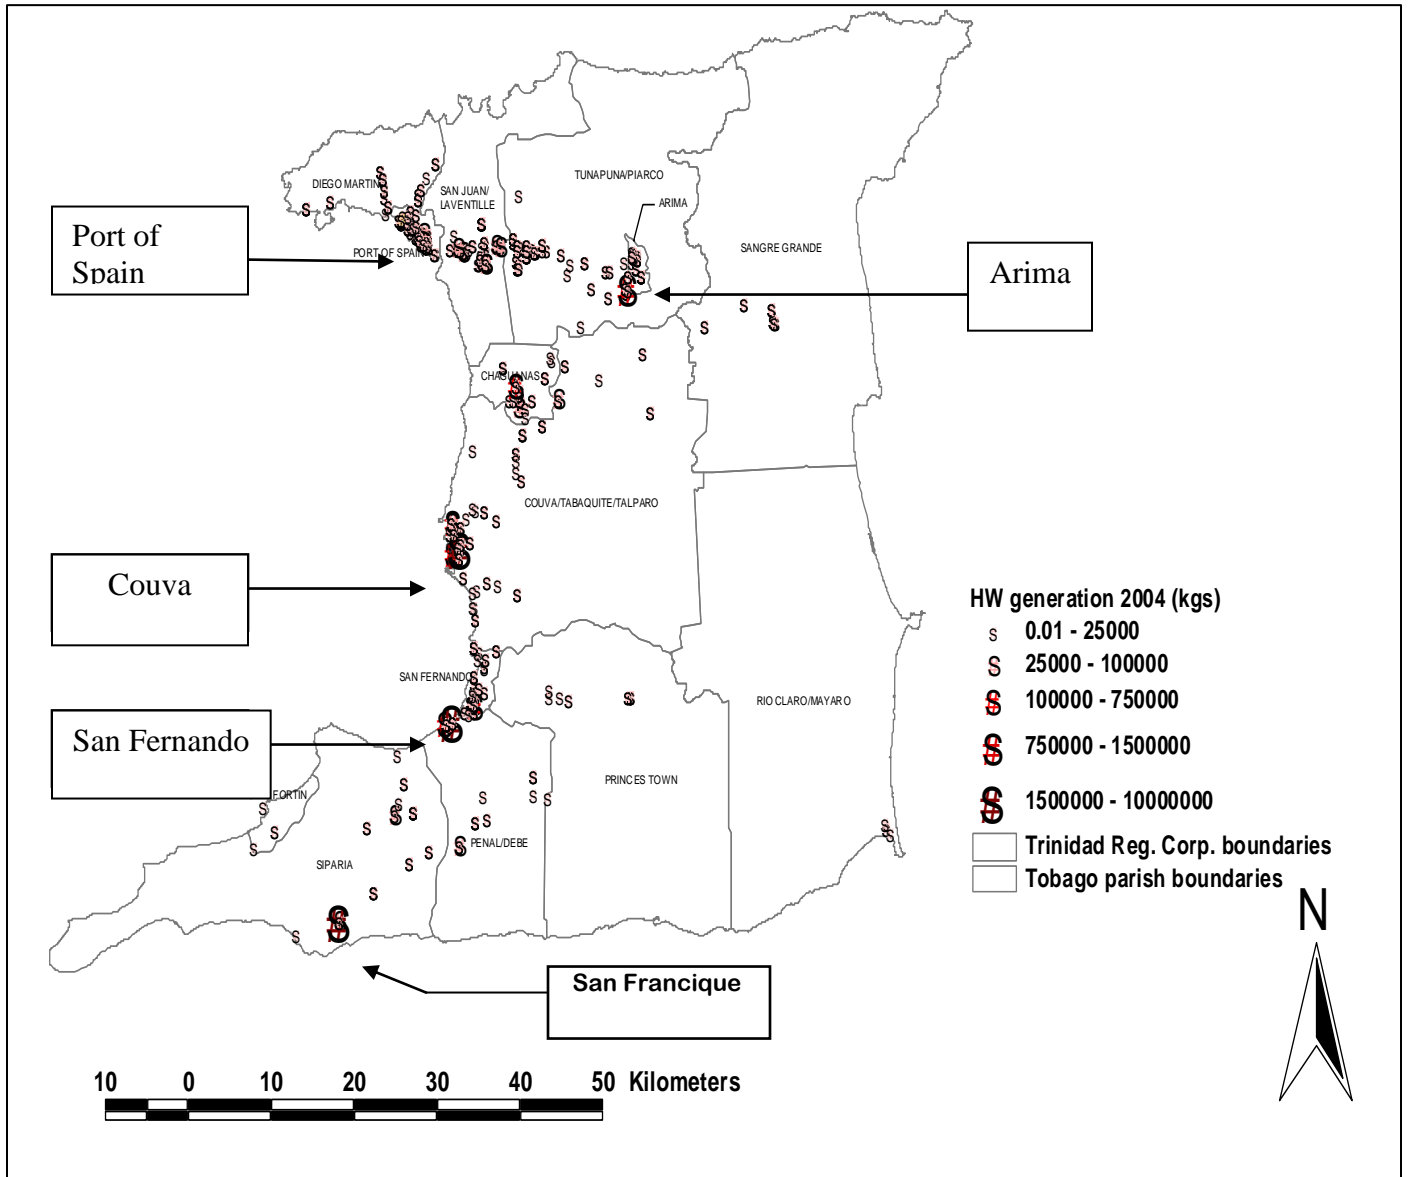 DIEGO MARTIN
SAN JUAN/
LAVENTILLE
TUNAPUNA/PIARCO
ARIMA
SANGRE GRANDE
Port of
Spain
PORT OF SPAIN
Arima
CHAGUANAS
COUVA/TABAQUITE/TALPARO
Couva
HW generation 2004 (kgs)
0.01 - 25000
25000 - 100000
100000 - 750000
750000 - 1500000
1500000 - 10000000
Trinidad Reg. Corp. boundaries
Tobago parish boundaries
SAN FERNANDO
RIO CLARO/MAYARO
San Fernando
PRINCES TOWN
FORTIN
PENAL/DEBE
SIPARIA
San Francique
N
10 0 10 20 30 40 50 Kilometers